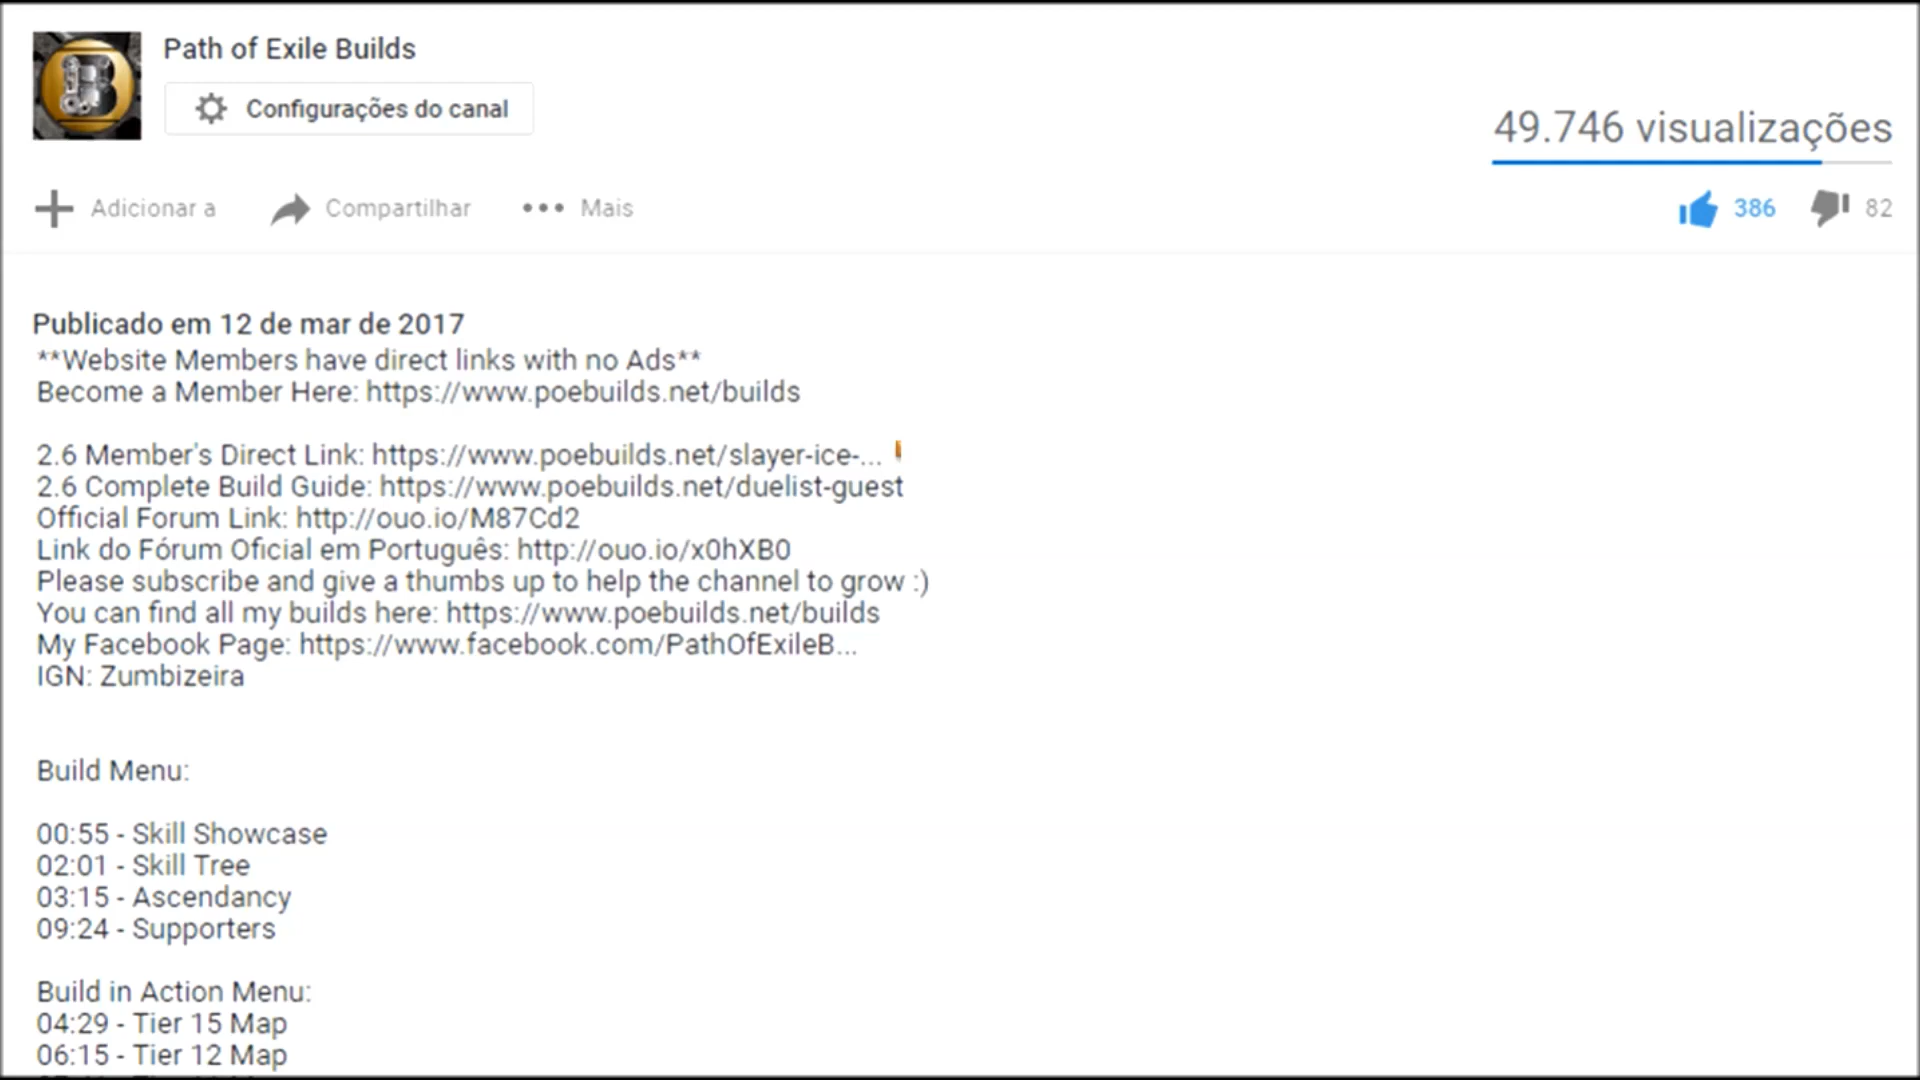 Path of Exile Builds
Configurações do canal
49.746 visualizações
Adicionar a Compartilhar Mais 386 82
Publicado em 12 de mar de 2017
**Website Members have direct links with no Ads**
Become a Member Here: https://www.poebuilds.net/builds
2.6 Member's Direct Link: https://www.poebuilds.net/slayer-ice-...
2.6 Complete Build Guide: https://www.poebuilds.net/duelist-guest
Official Forum Link: http://ouo.io/M87Cd2
Link do Fórum Oficial em Português: http://ouo.io/x0hXB0
Please subscribe and give a thumbs up to help the channel to grow :)
You can find all my builds here: https://www.poebuilds.net/builds
My Facebook Page: https://www.facebook.com/PathOfExileB...
IGN: Zumbizeira
Build Menu:
00:55 - Skill Showcase
02:01 - Skill Tree
03:15 - Ascendancy
09:24 - Supporters
Build in Action Menu:
04:29 - Tier 15 Map
06:15 - Tier 12 Map